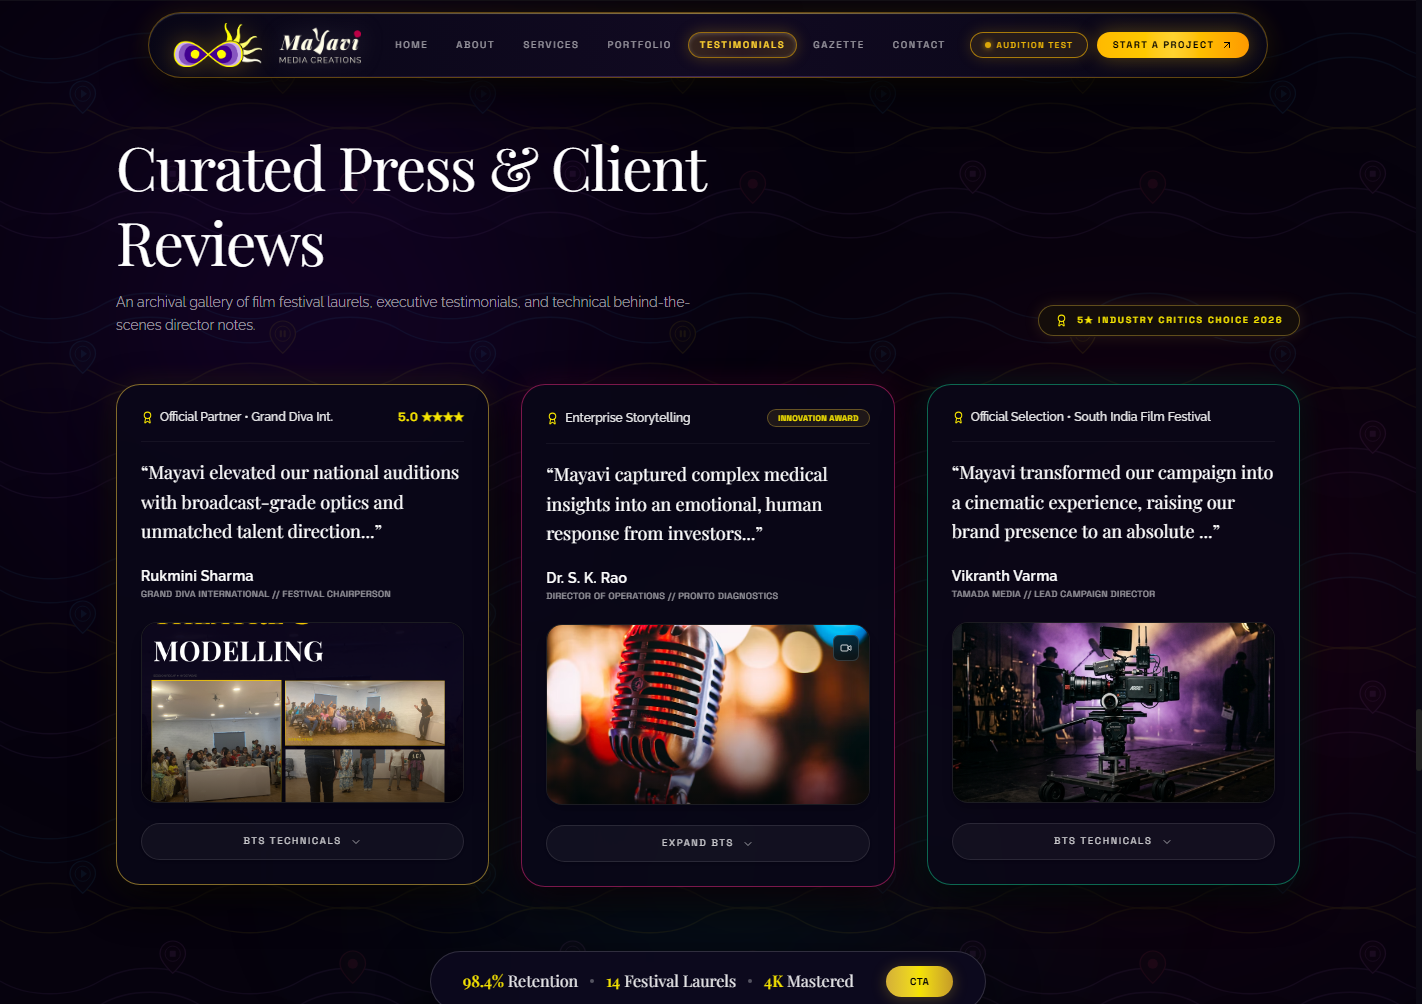 Mayavi
MEDIA CREATIONS
HOME
ABOUT
SERVICES
PORTFOLIO
TESTIMONIALS
GAZETTE
CONTACT
AUDITION TEST
START A PROJECT
Curated Press & Client
Reviews
An archival gallery of film festival laurels, executive testimonials, and technical behind-the-
scenes director notes.
5★ INDUSTRY CRITICS CHOICE 2026
Official Partner • Grand Diva Int.
5.0 ★★★★
“Mayavi elevated our national auditions
with broadcast-grade optics and
unmatched talent direction...”
Rukmini Sharma
GRAND DIVA INTERNATIONAL // FESTIVAL CHAIRPERSON
MODELLING
BTS TECHNICALS
Enterprise Storytelling
INNOVATION AWARD
“Mayavi captured complex medical
insights into an emotional, human
response from investors...”
Dr. S. K. Rao
DIRECTOR OF OPERATIONS // PRONTO DIAGNOSTICS
EXPAND BTS
Official Selection • South India Film Festival
“Mayavi transformed our campaign into
a cinematic experience, raising our
brand presence to an absolute ...”
Vikranth Varma
TAMADA MEDIA // LEAD CAMPAIGN DIRECTOR
BTS TECHNICALS
98.4% Retention • 14 Festival Laurels • 4K Mastered
CTA